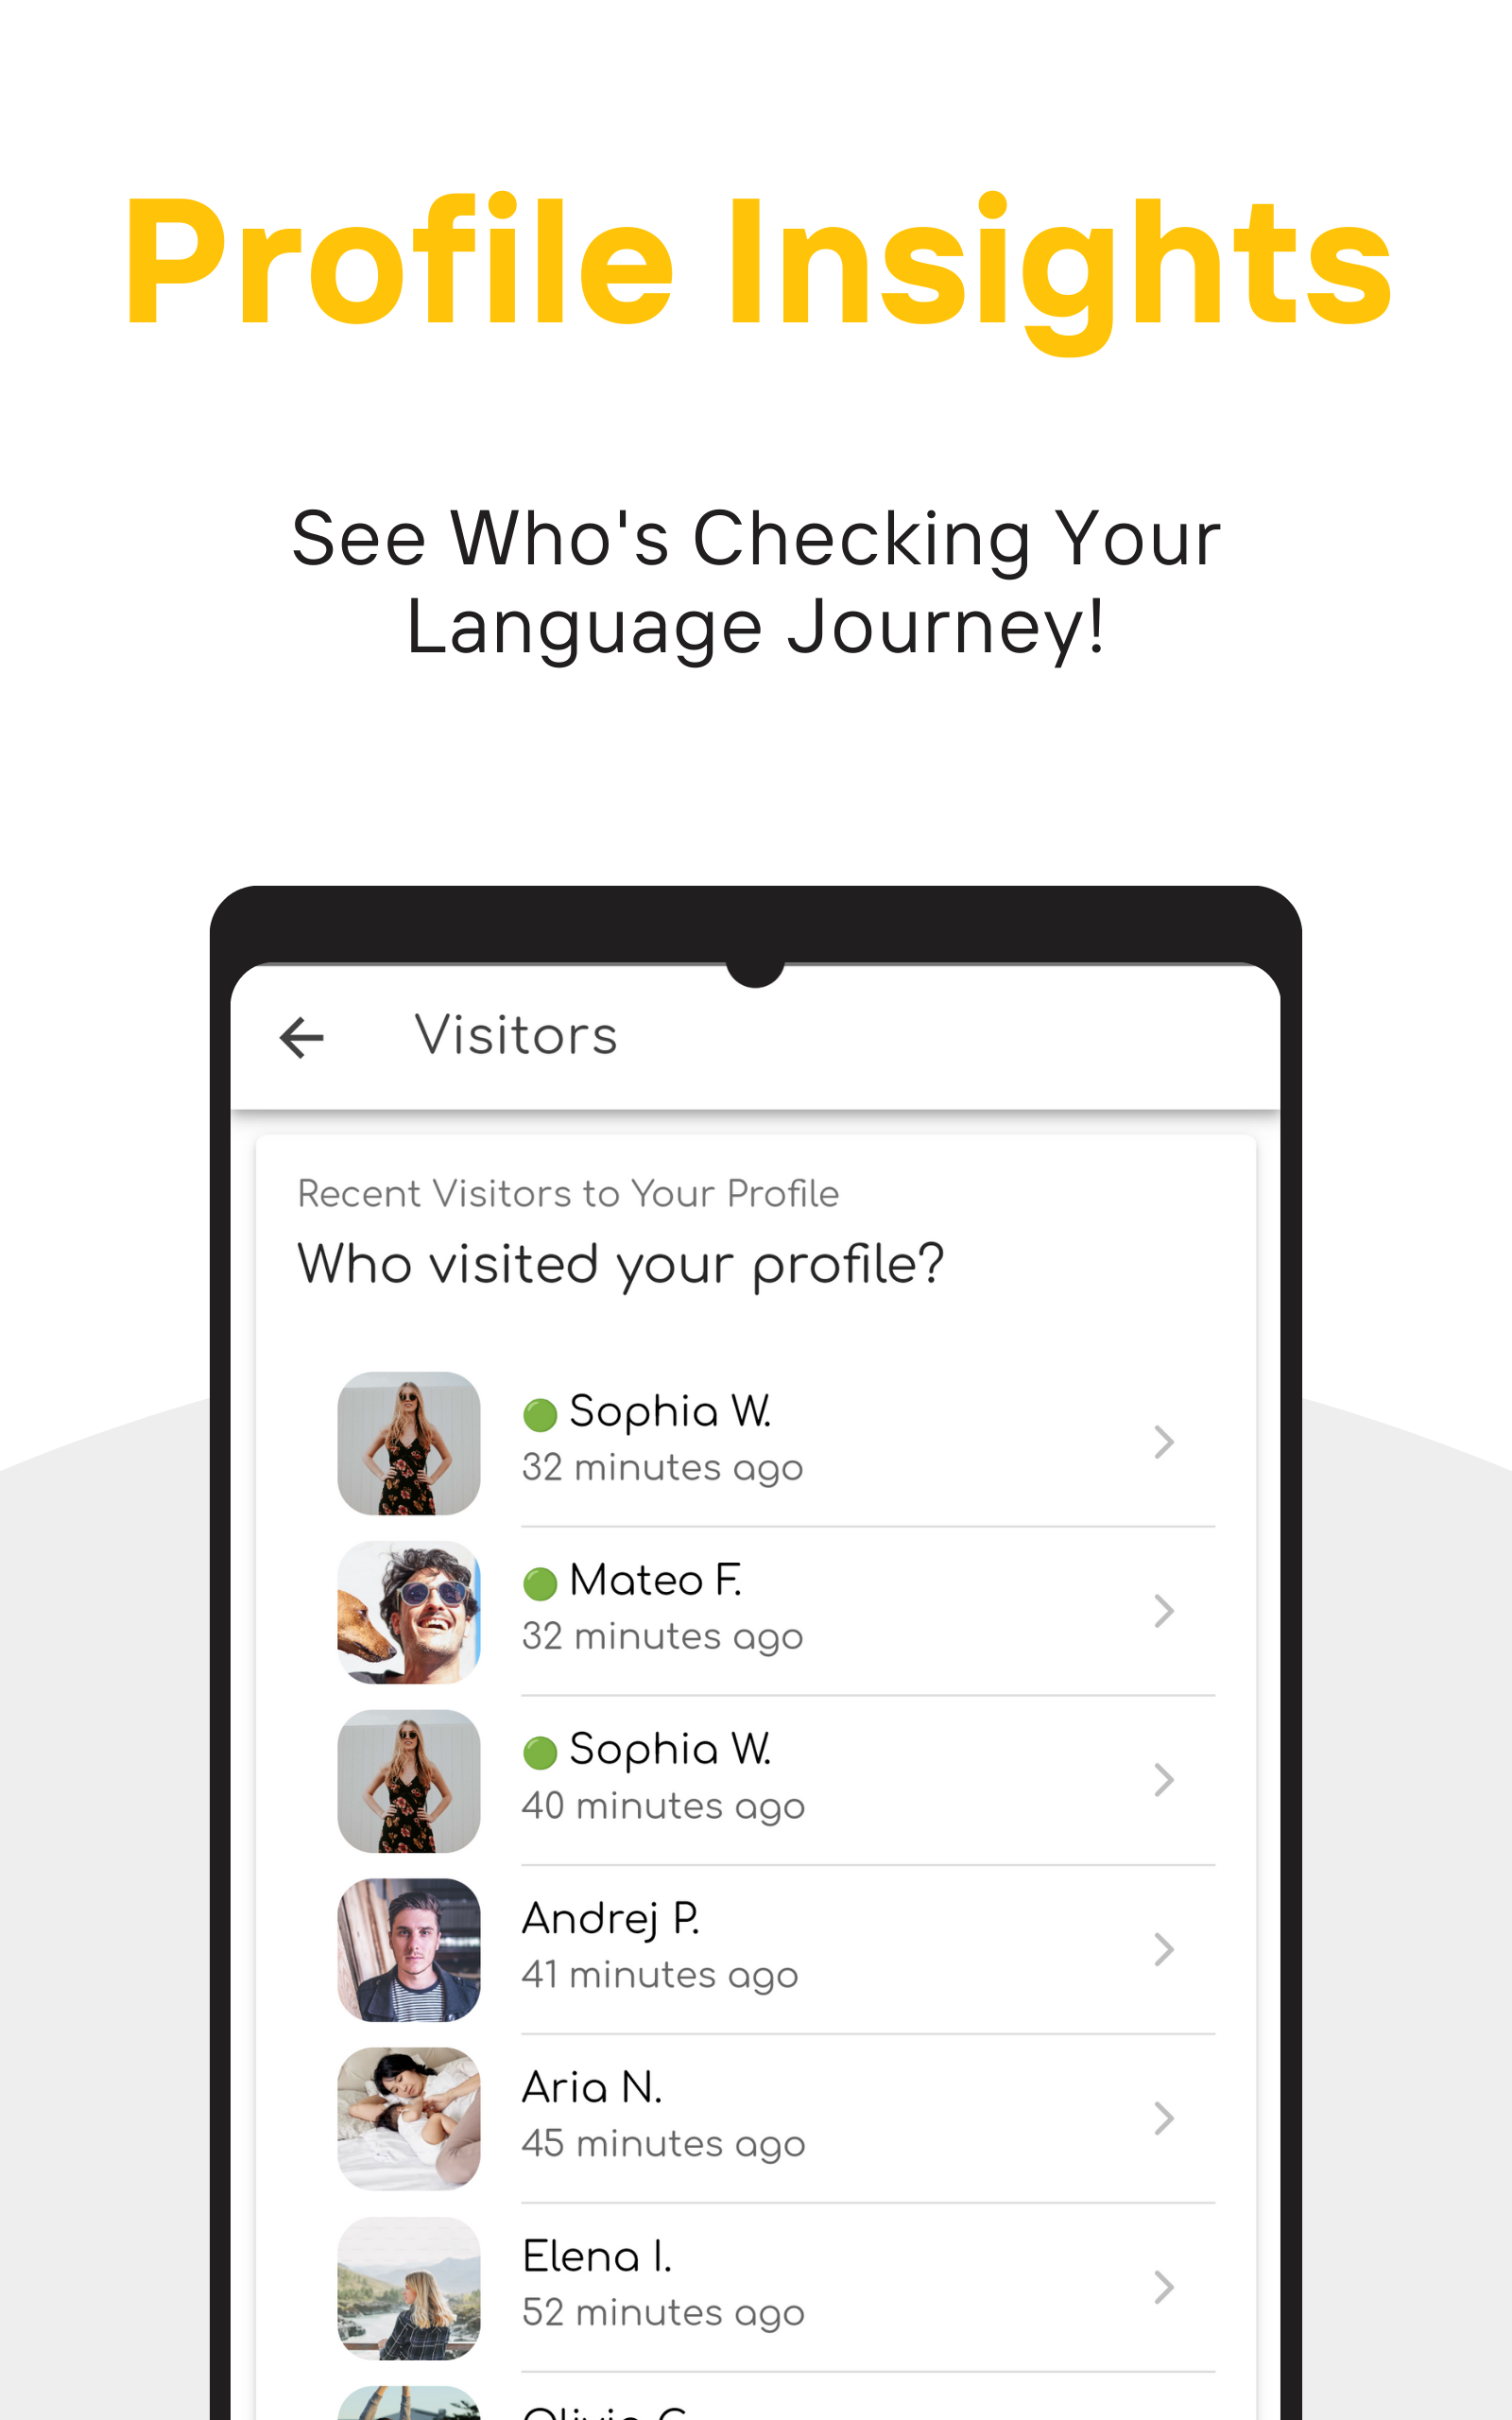 Profile Insights
See Who's Checking Your
Language Journey!
Visitors
Recent Visitors to Your Profile
Who visited your profile?
Sophia W.
32 minutes ago
Mateo F.
32 minutes ago
Sophia W.
40 minutes ago
Andrej P.
41 minutes ago
Aria N.
45 minutes ago
Elena I.
52 minutes ago